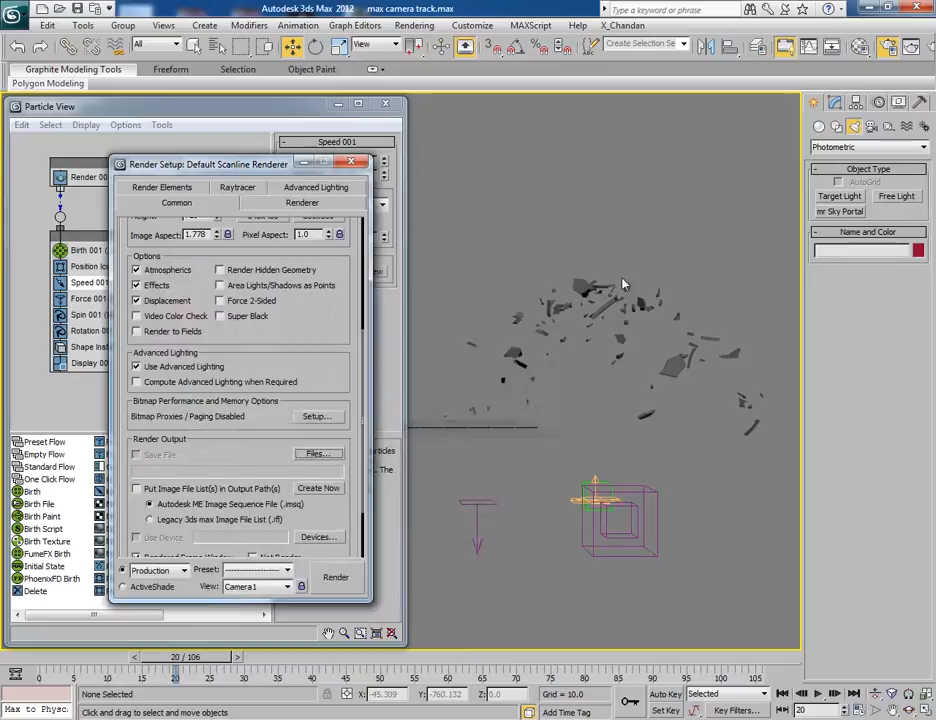 Autodesk 3ds Max 2012 max camera track.max
Type a keyword or phrase
Edit Tools Group Views Create Modifiers Animation Graph Editors Rendering Customize MAXScript Help X_Chandan
All
View
Create Selection Se
Graphite Modeling Tools Freeform Selection Object Paint
Polygon Modeling
Particle View
Edit Select Display Options Tools
Speed 001
Render Setup: Default Scanline Renderer
Render 00
Render Elements Raytracer Advanced Lighting
Common Renderer
Image Aspect: 1.778 Pixel Aspect: 1.0
Options
Atmospherics Render Hidden Geometry
Effects Area Lights/Shadows as Points
Displacement Force 2-Sided
Video Color Check Super Black
Render to Fields
Advanced Lighting
Use Advanced Lighting
Compute Advanced Lighting when Required
Bitmap Performance and Memory Options
Bitmap Proxies / Paging Disabled Setup...
Render Output
Save File Files...
Put Image File List(s) in Output Path(s) Create Now
Autodesk ME Image Sequence File (.imsq)
Legacy 3ds max Image File List (.ifl)
Use Device Devices...
Production Preset: View: Camera1
ActiveShade
Render
Birth 001 (
Position Ico
Speed 001
Force 001
Spin 001 (
Rotation 00
Shape Inst
Display 00
articles
. The
Preset Flow
Empty Flow
Standard Flow
One Click Flow
Birth
Birth File
Birth Paint
Birth Script
Birth Texture
FumeFX Birth
Initial State
PhoenixFD Birth
Delete
Photometric
Object Type
AutoGrid
Target Light Free Light
mr Sky Portal
Name and Color
20 / 106
0 5 10 15 20 25 30 35 40 45 50 55 60 65 70 75 80 85 90 95 100 105
None Selected X: -45.309 Y: -760.132 Z: 0.0 Grid = 10.0 Auto Key Selected
Max to Physc Click and drag to select and move objects Add Time Tag Set Key Key Filters... 20